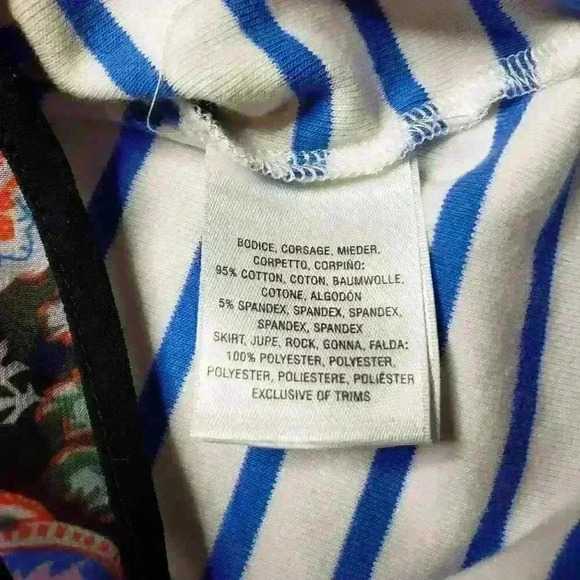 BODICE, CORSAGE, MIEDER,
CORPETTO, CORPIÑO:
95% COTTON, COTON, BAUMWOLLE,
COTONE, ALGODÓN
5% SPANDEX, SPANDEX, SPANDEX,
SPANDEX, SPANDEX
SKIRT, JUPE, ROCK, GONNA, FALDA:
100% POLYESTER, POLYESTER,
POLYESTER, POLIESTERE, POLIÉSTER
EXCLUSIVE OF TRIMS